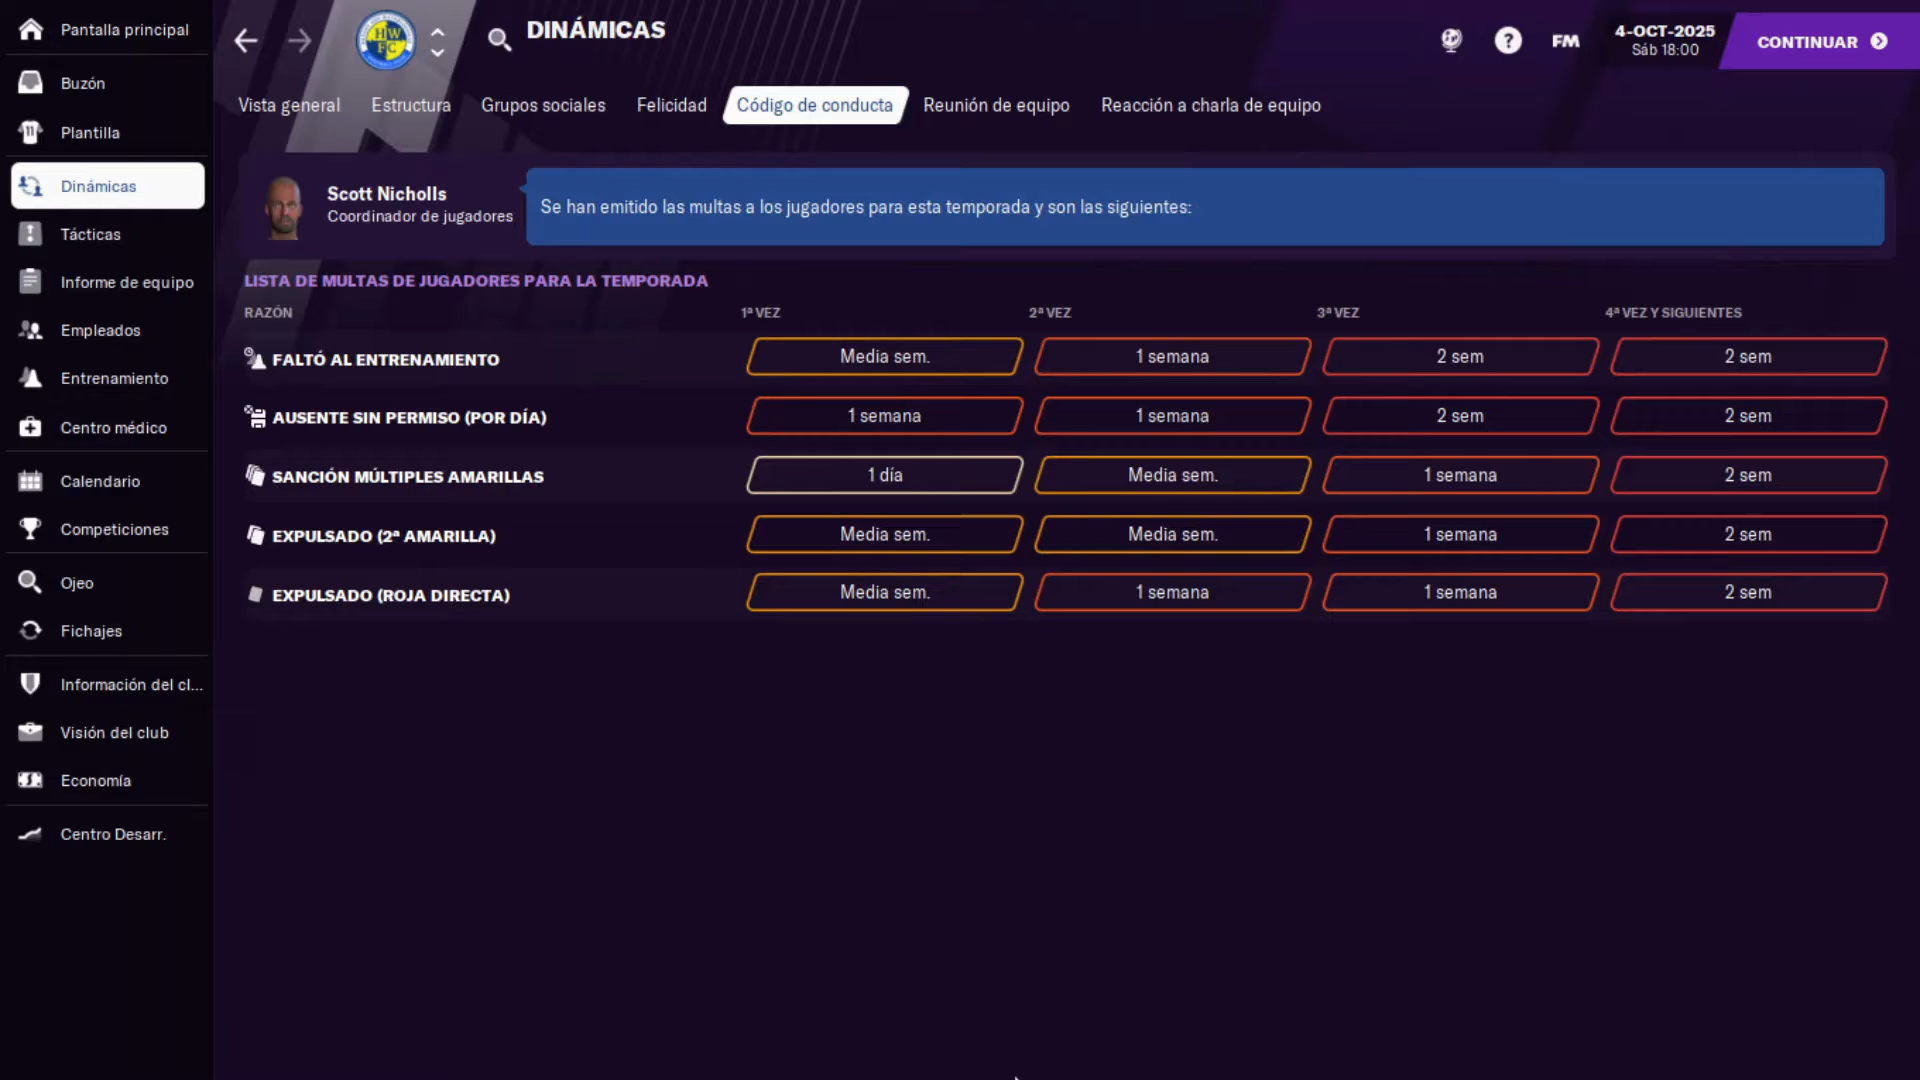 Pantalla principal
Buzón
Plantilla
Dinámicas
Tácticas
Informe de equipo
Empleados
Entrenamiento
Centro médico
Calendario
Competiciones
Ojeo
Fichajes
Información del cl...
Visión del club
Economía
Centro Desarr.
HW
FC
DINÁMICAS
FM
4-OCT-2025
Sáb 18:00
CONTINUAR
Vista general Estructura Grupos sociales Felicidad Código de conducta Reunión de equipo Reacción a charla de equipo
Scott Nicholls
Coordinador de jugadores
Se han emitido las multas a los jugadores para esta temporada y son las siguientes:
LISTA DE MULTAS DE JUGADORES PARA LA TEMPORADA
RAZÓN 1ª VEZ 2ª VEZ 3ª VEZ 4ª VEZ Y SIGUIENTES
FALTÓ AL ENTRENAMIENTO Media sem. 1 semana 2 sem 2 sem
AUSENTE SIN PERMISO (POR DÍA) 1 semana 1 semana 2 sem 2 sem
SANCIÓN MÚLTIPLES AMARILLAS 1 día Media sem. 1 semana 2 sem
EXPULSADO (2ª AMARILLA) Media sem. Media sem. 1 semana 2 sem
EXPULSADO (ROJA DIRECTA) Media sem. 1 semana 1 semana 2 sem